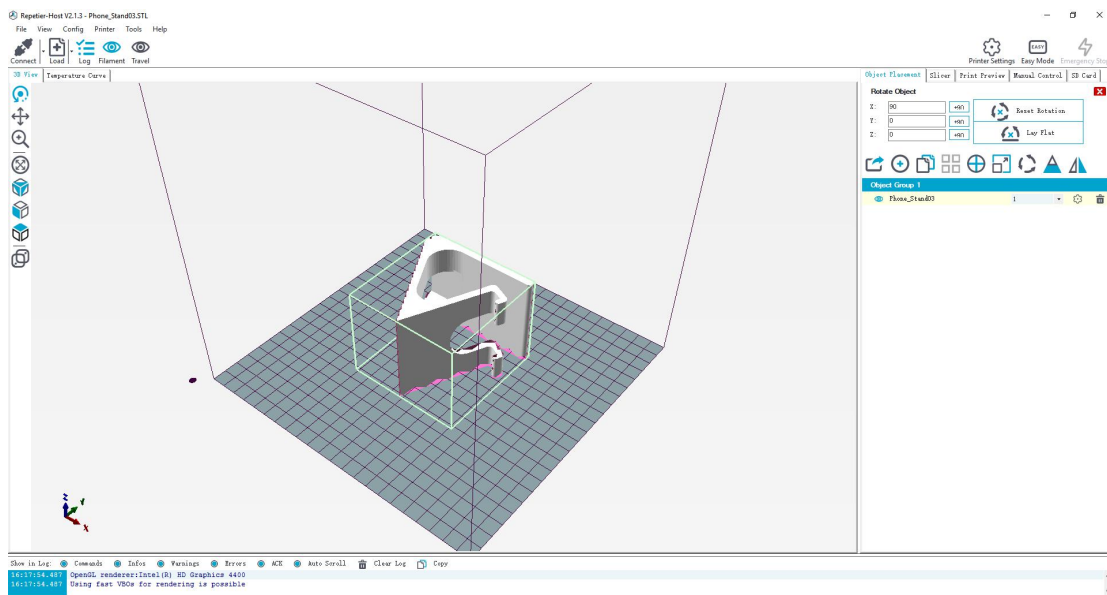 Repetier-Host V2.1.3 - Phone_Stand03.STL
File View Config Printer Tools Help
EASY
Connect Load Log Filament Travel
Printer Settings Easy Mode Emergency Stop
3D View Temperature Curve
Object Placement Slicer Print Preview Manual Control SD Card
Rotate Object
X: 90 +90 Reset Rotation
Y: 0 +90
Z: 0 +90 Lay Flat
Object Group 1
Phone_Stand03 1
Z
Y
X
Show in Log: Commands Infos Warnings Errors ACK Auto Scroll Clear Log Copy
16:17:54.487 OpenGL renderer:Intel(R) HD Graphics 4400
16:17:54.487 Using fast VBOs for rendering is possible